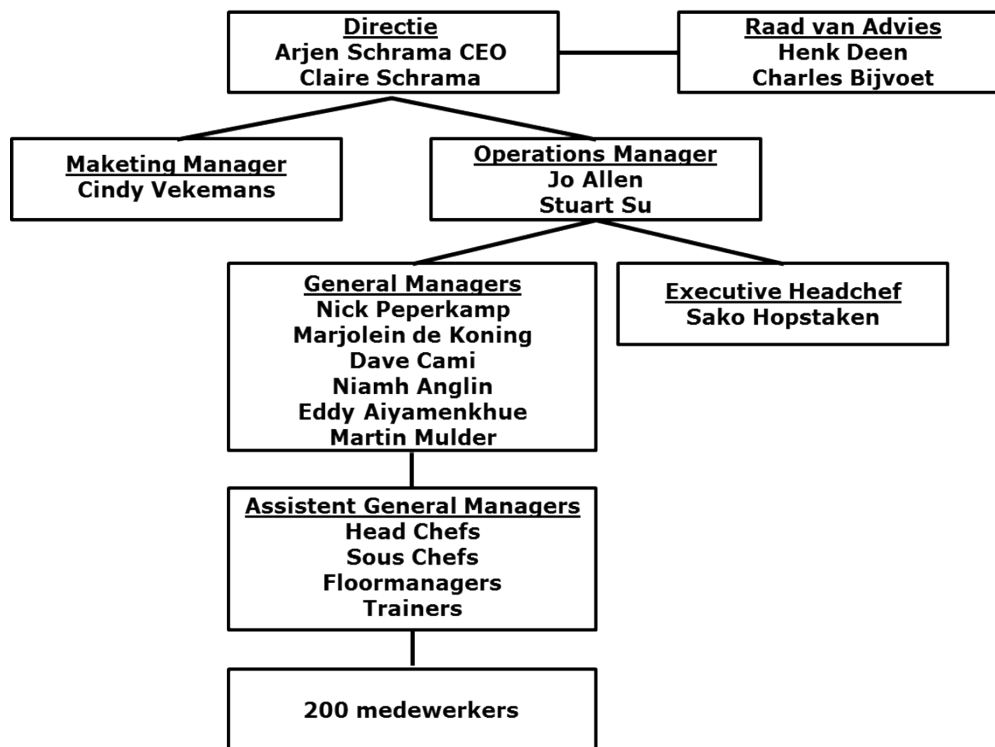 Directie
Arjen Schrama CEO
Claire Schrama
Raad van Advies
Henk Deen
Charles Bijvoet
Maketing Manager
Cindy Vekemans
Operations Manager
Jo Allen
Stuart Su
General Managers
Nick Peperkamp
Marjolein de Koning
Dave Cami
Niamh Anglin
Eddy Aiyamenkhue
Martin Mulder
Executive Headchef
Sako Hopstaken
Assistent General Managers
Head Chefs
Sous Chefs
Floormanagers
Trainers
200 medewerkers